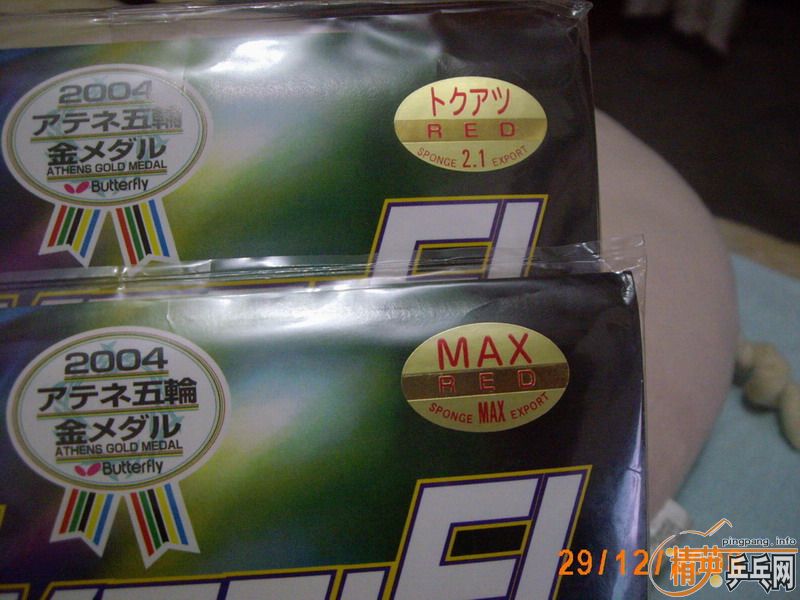 2004
アテネ五輪
金メダル
ATHENS GOLD MEDAL
Butterfly
トクアツ
RED
SPONGE 2.1 EXPORT
2004
アテネ五輪
金メダル
ATHENS GOLD MEDAL
Butterfly
MAX
RED
SPONGE MAX EXPORT
29/12/
pingpang.info
精英乒乓网